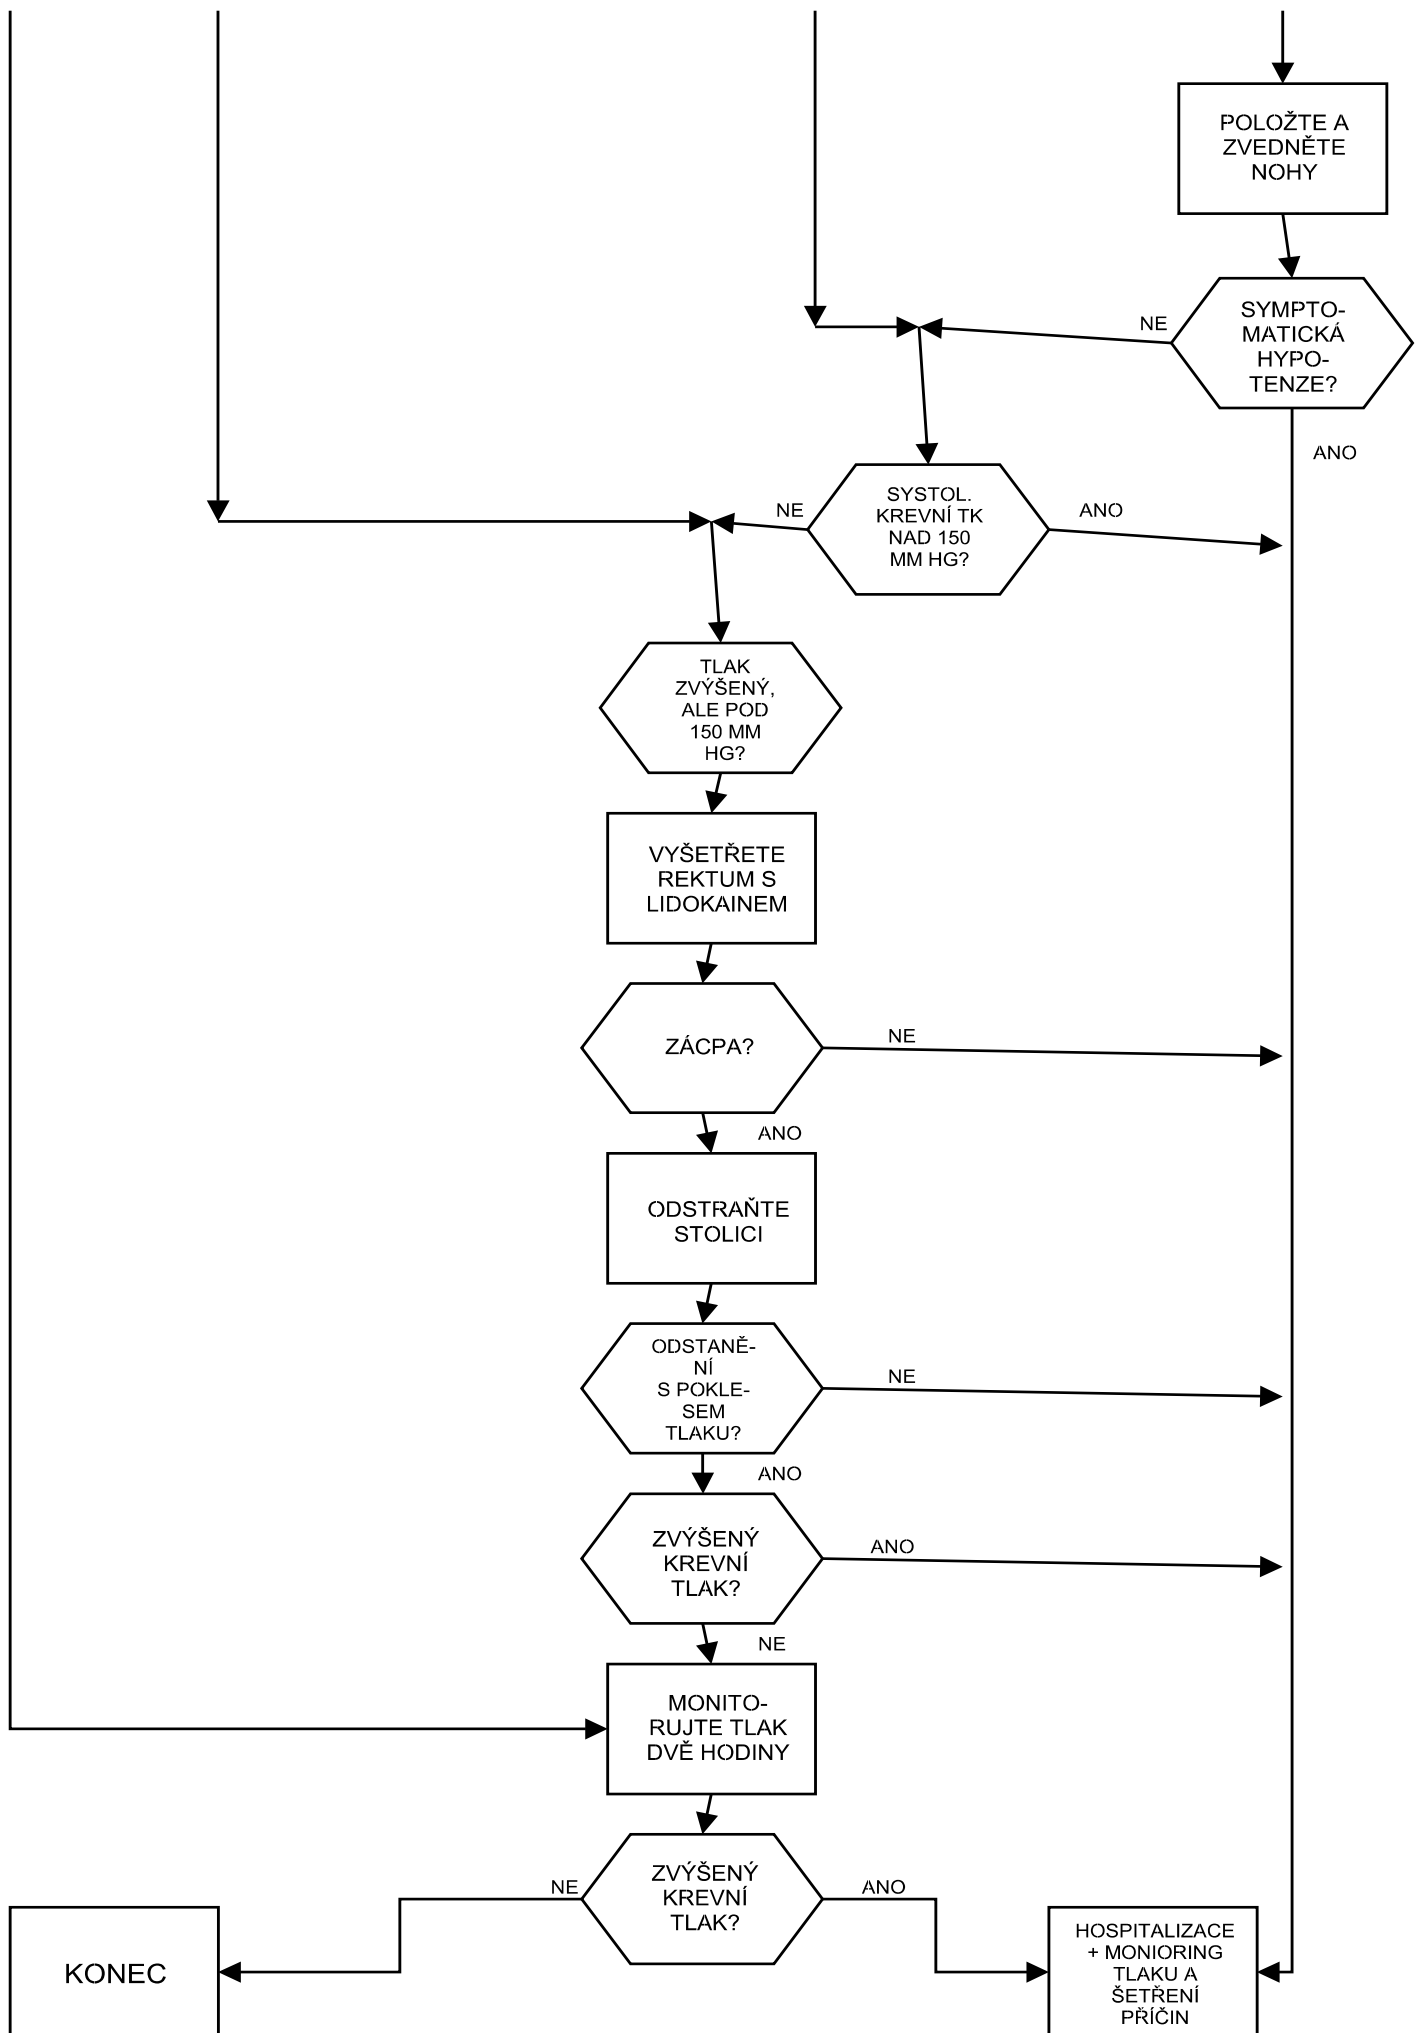 POLOŽTE A
ZVEDNĚTE
NOHY
SYMPTO-
MATICKÁ
HYPO-
TENZE?
NE
ANO
SYSTOL.
KREVNÍ TK
NAD 150
MM HG?
NE
ANO
TLAK
ZVÝŠENÝ,
ALE POD
150 MM
HG?
VYŠETŘETE
REKTUM S
LIDOKAINEM
ZÁCPA?
NE
ANO
ODSTRAŇTE
STOLICI
ODSTANĚ-
NÍ
S POKLE-
SEM
TLAKU?
NE
ANO
ZVÝŠENÝ
KREVNÍ
TLAK?
ANO
NE
MONITO-
RUJTE TLAK
DVĚ HODINY
ZVÝŠENÝ
KREVNÍ
TLAK?
NE
ANO
KONEC
HOSPITALIZACE
+ MONIORING
TLAKU A
ŠETŘENÍ
PŘÍČIN